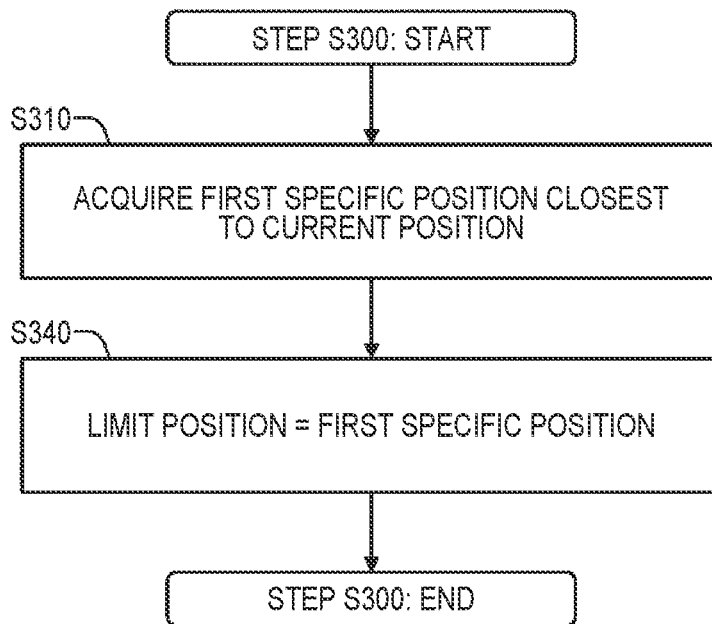 STEP S300: START
S310
ACQUIRE FIRST SPECIFIC POSITION CLOSEST
TO CURRENT POSITION
S340
LIMIT POSITION = FIRST SPECIFIC POSITION
STEP S300: END